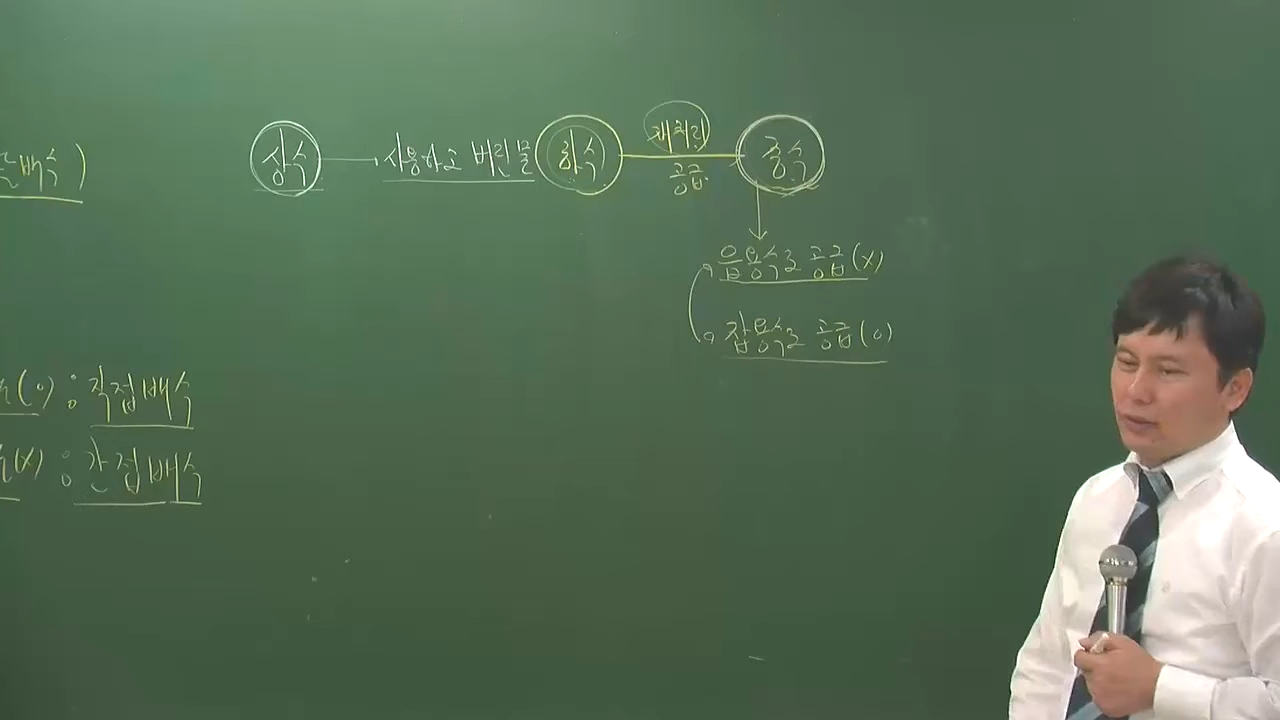 배수)
상수 → 사용하고 버린 물 하수 재처리 중수
공급
음용수로 공급(X)
잡용수로 공급(O)
(O) : 직접배수
(X) : 간접배수